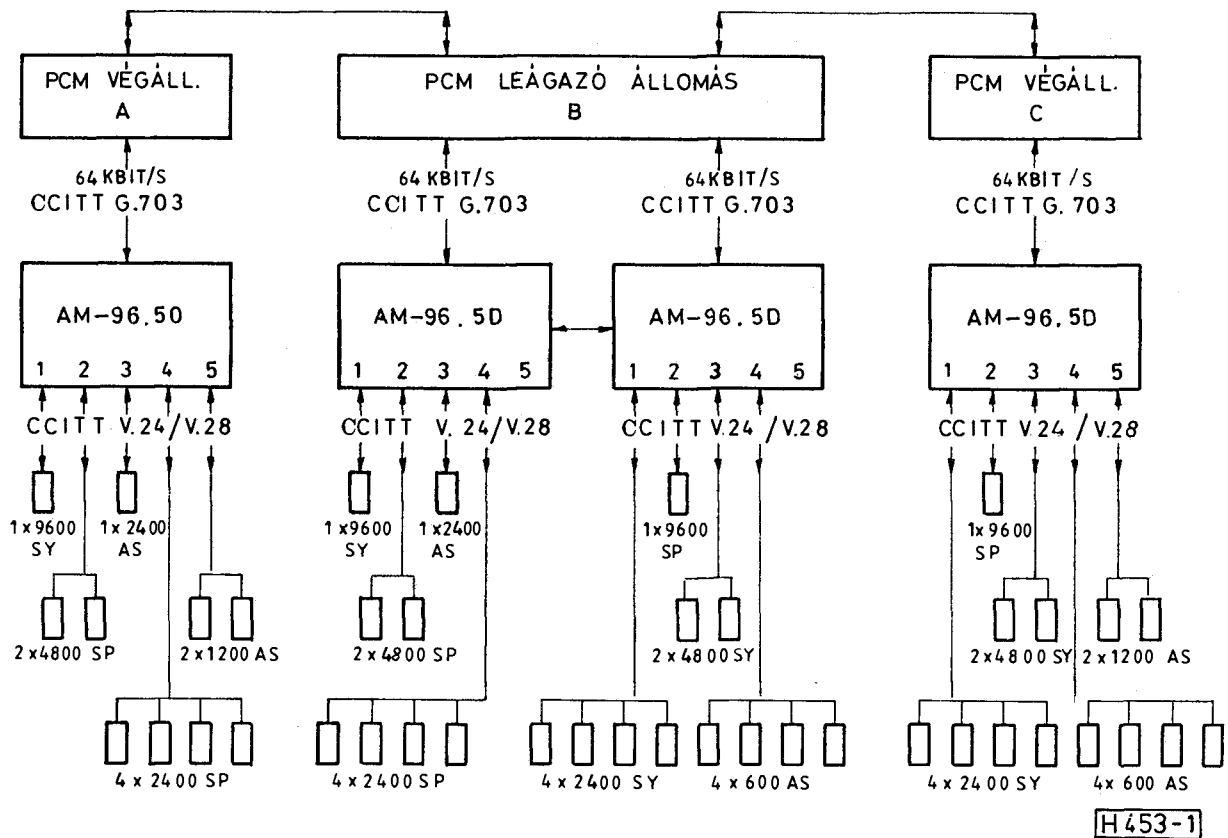 PCM VÉGÁLL.
A
PCM LEÁGAZÓ ÁLLOMÁS
B
PCM VÉGÁLL.
C
64 KBIT/S
CCITT G.703
64 KBIT/S
CCITT G.703
64 KBIT/S
CCITT G.703
64 KBIT/S
CCITT G.703
AM-96.5D
1 2 3 4 5
AM-96.5D
1 2 3 4 5
AM-96.5D
1 2 3 4 5
AM-96.5D
1 2 3 4 5
CCITT V.24/V.28
CCITT V.24/V.28
CCITT V.24/V.28
CCITT V.24/V.28
1x9600
SY
1x2400
AS
1x9600
SY
1x2400
AS
1x9600
SP
1x9600
SP
2x4800 SP
2x1200 AS
2x4800 SP
2x4800 SY
2x4800 SY
2x1200 AS
4x2400 SP
4x2400 SP
4x2400 SY
4x600 AS
4x2400 SY
4x600 AS
H 453-1